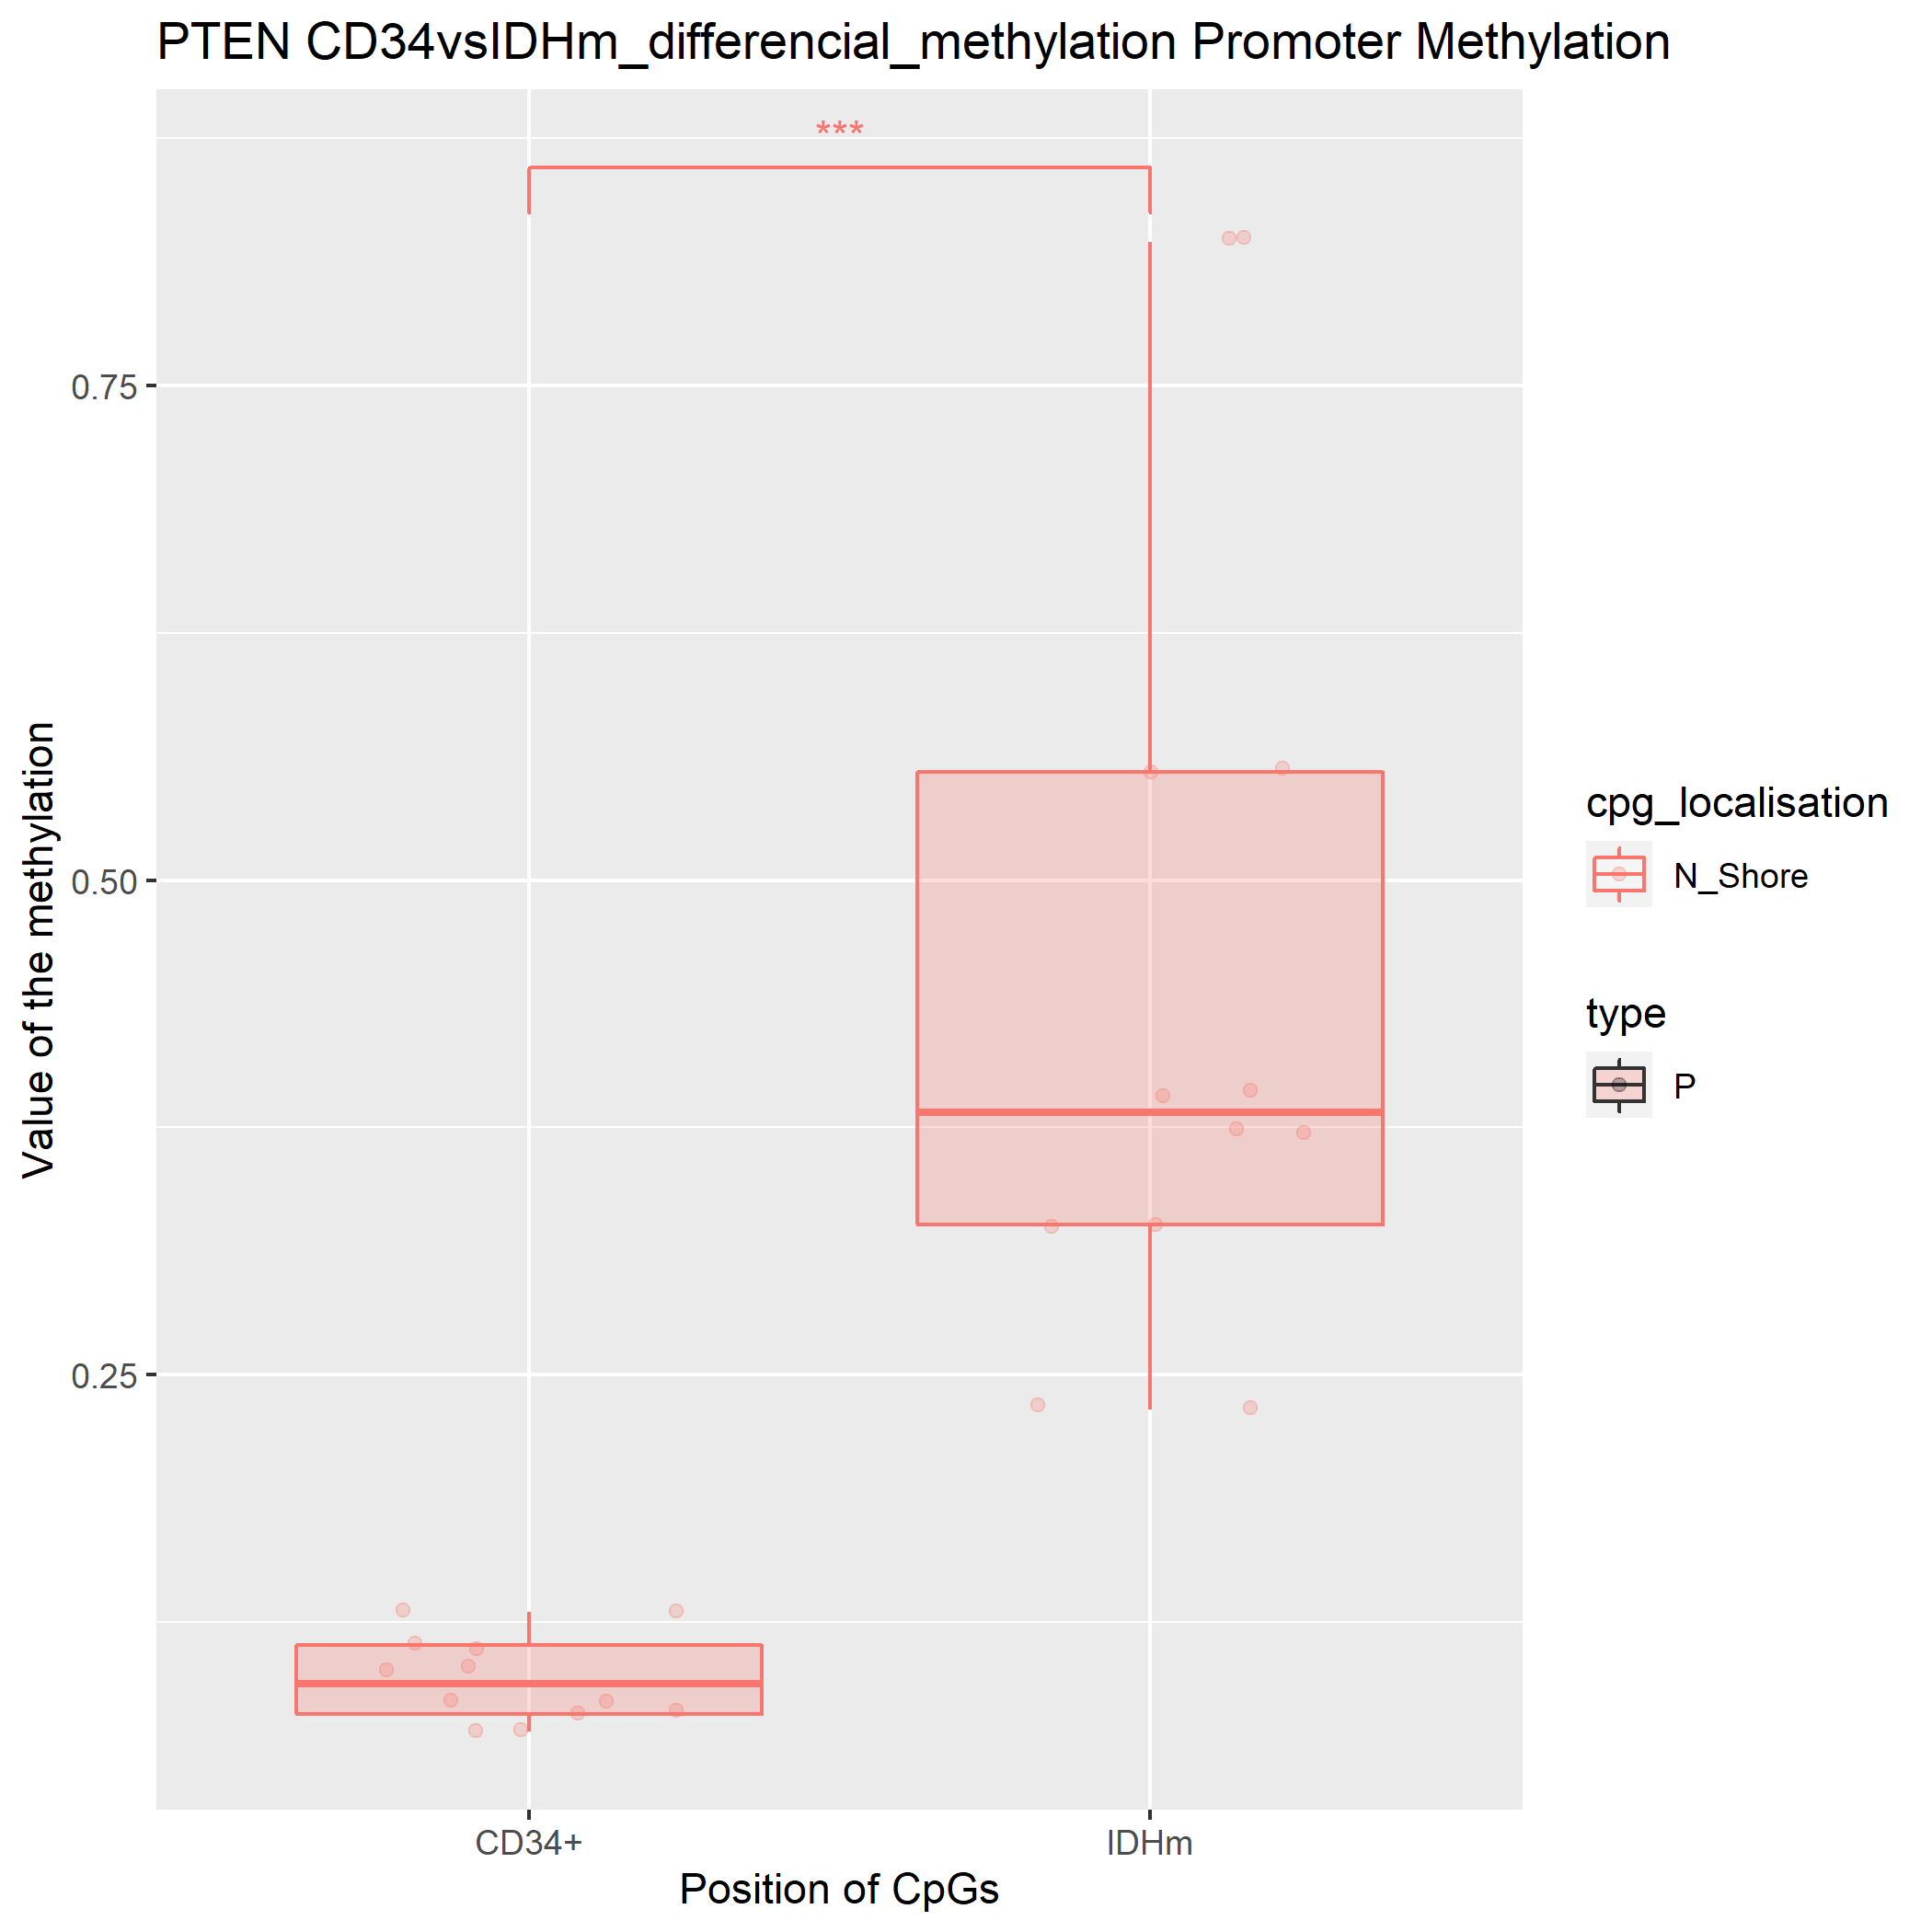 PTEN CD34vsIDHm_differencial_methylation Promoter Methylation
***
0.75
0.50
0.25
Value of the methylation
CD34+
IDHm
Position of CpGs
cpg_localisation
N_Shore
type
P